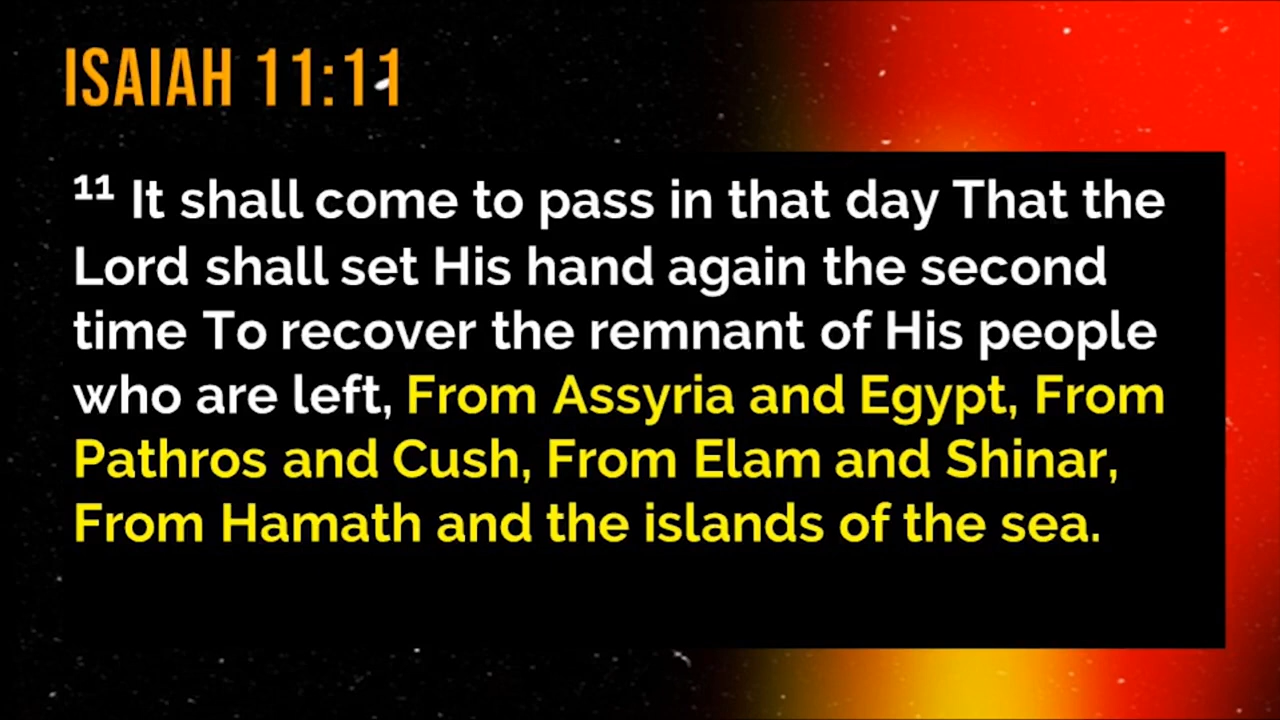 ISAIAH 11:11
¹¹ It shall come to pass in that day That the
Lord shall set His hand again the second
time To recover the remnant of His people
who are left, From Assyria and Egypt, From
Pathros and Cush, From Elam and Shinar,
From Hamath and the islands of the sea.